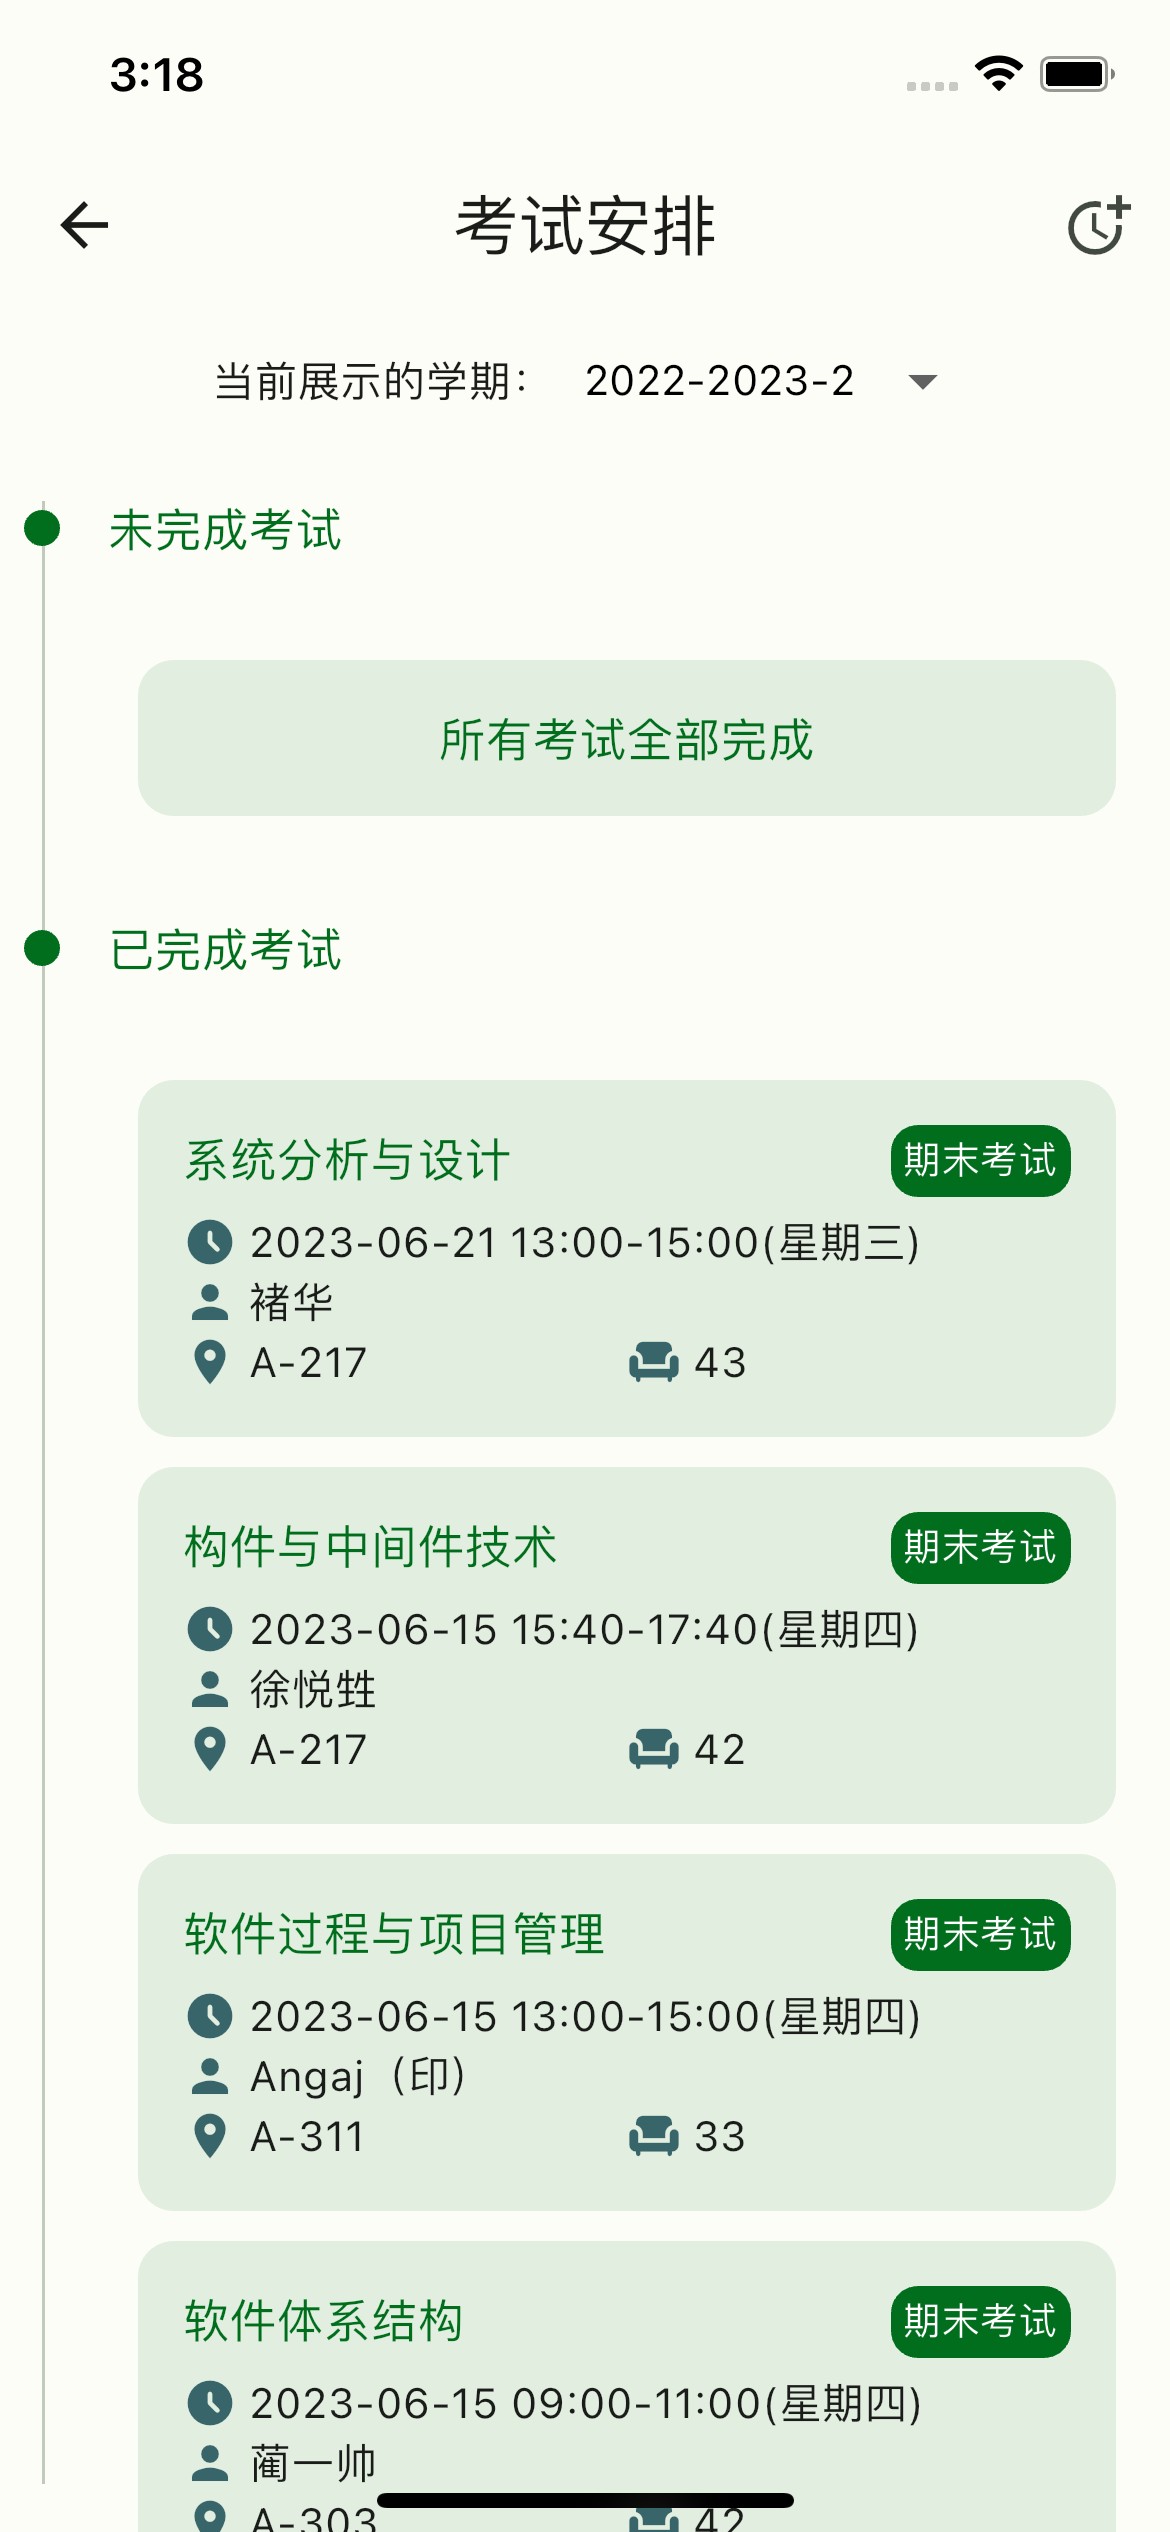 3:18
考试安排
当前展示的学期： 2022-2023-2
未完成考试
所有考试全部完成
已完成考试
系统分析与设计 期末考试
2023-06-21 13:00-15:00(星期三)
褚华
A-217 43
构件与中间件技术 期末考试
2023-06-15 15:40-17:40(星期四)
徐悦甡
A-217 42
软件过程与项目管理 期末考试
2023-06-15 13:00-15:00(星期四)
Angaj（印）
A-311 33
软件体系结构 期末考试
2023-06-15 09:00-11:00(星期四)
蔺一帅
A-303 42